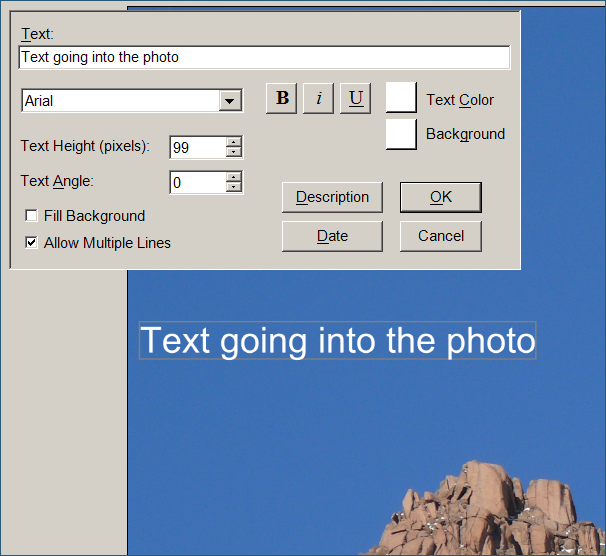 Text:
Text going into the photo
Arial
B i U
Text Color
Background
Text Height (pixels): 99
Text Angle: 0
Fill Background
Allow Multiple Lines
Description
OK
Date
Cancel
Text going into the photo